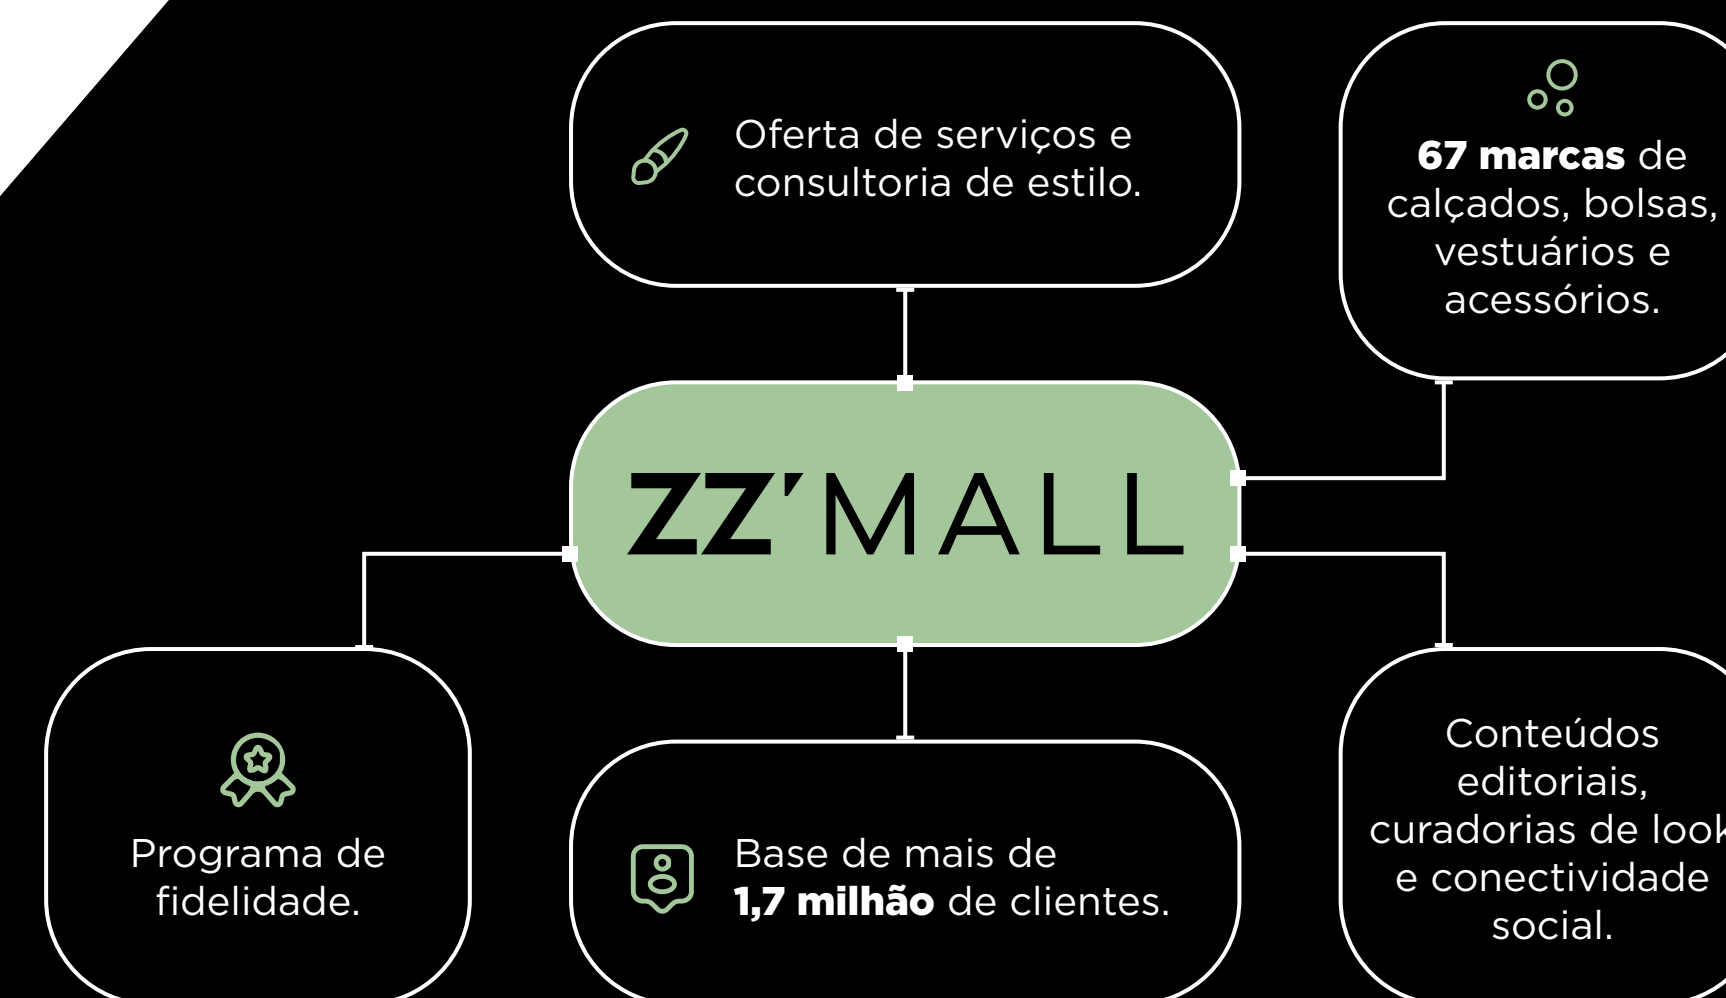 Oferta de serviços e
consultoria de estilo.
67 marcas de
calçados, bolsas,
vestuários e
acessórios.
ZZ'MALL
Programa de
fidelidade.
Base de mais de
1,7 milhão de clientes.
Conteúdos
editoriais,
curadorias de look
e conectividade
social.